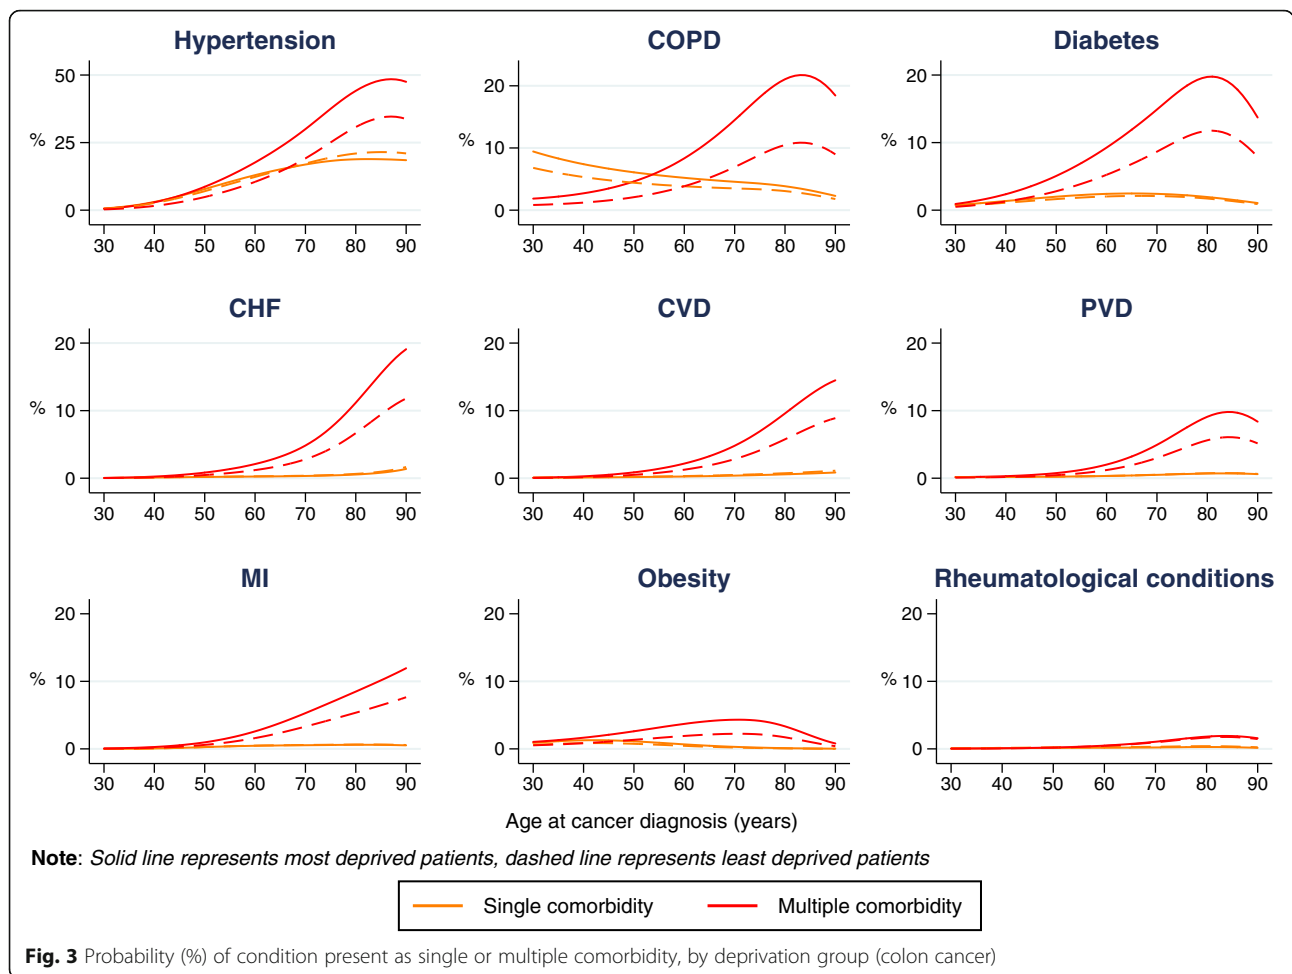 Hypertension
COPD
Diabetes
50
25
0
%
30 40 50 60 70 80 90
20
10
0
%
30 40 50 60 70 80 90
20
10
0
%
30 40 50 60 70 80 90
CHF
CVD
PVD
20
10
0
%
30 40 50 60 70 80 90
20
10
0
%
30 40 50 60 70 80 90
20
10
0
%
30 40 50 60 70 80 90
MI
Obesity
Rheumatological conditions
20
10
0
%
30 40 50 60 70 80 90
20
10
0
%
30 40 50 60 70 80 90
20
10
0
%
30 40 50 60 70 80 90
Age at cancer diagnosis (years)
Note: Solid line represents most deprived patients, dashed line represents least deprived patients
Single comorbidity Multiple comorbidity
Fig. 3 Probability (%) of condition present as single or multiple comorbidity, by deprivation group (colon cancer)